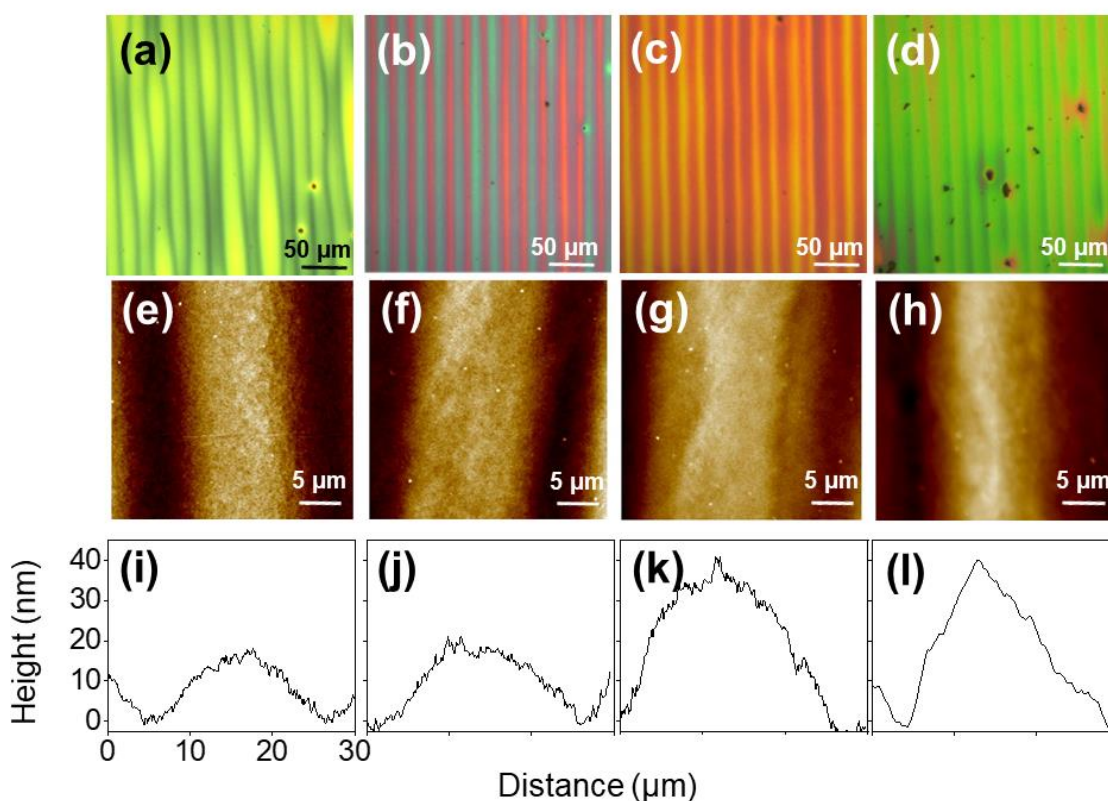 (a) (b) (c) (d)
50 µm 50 µm 50 µm 50 µm
(e) (f) (g) (h)
5 µm 5 µm 5 µm 5 µm
(i) (j) (k) (l)
40
30
20
10
0
Height (nm)
0 10 20 30
Distance (µm)